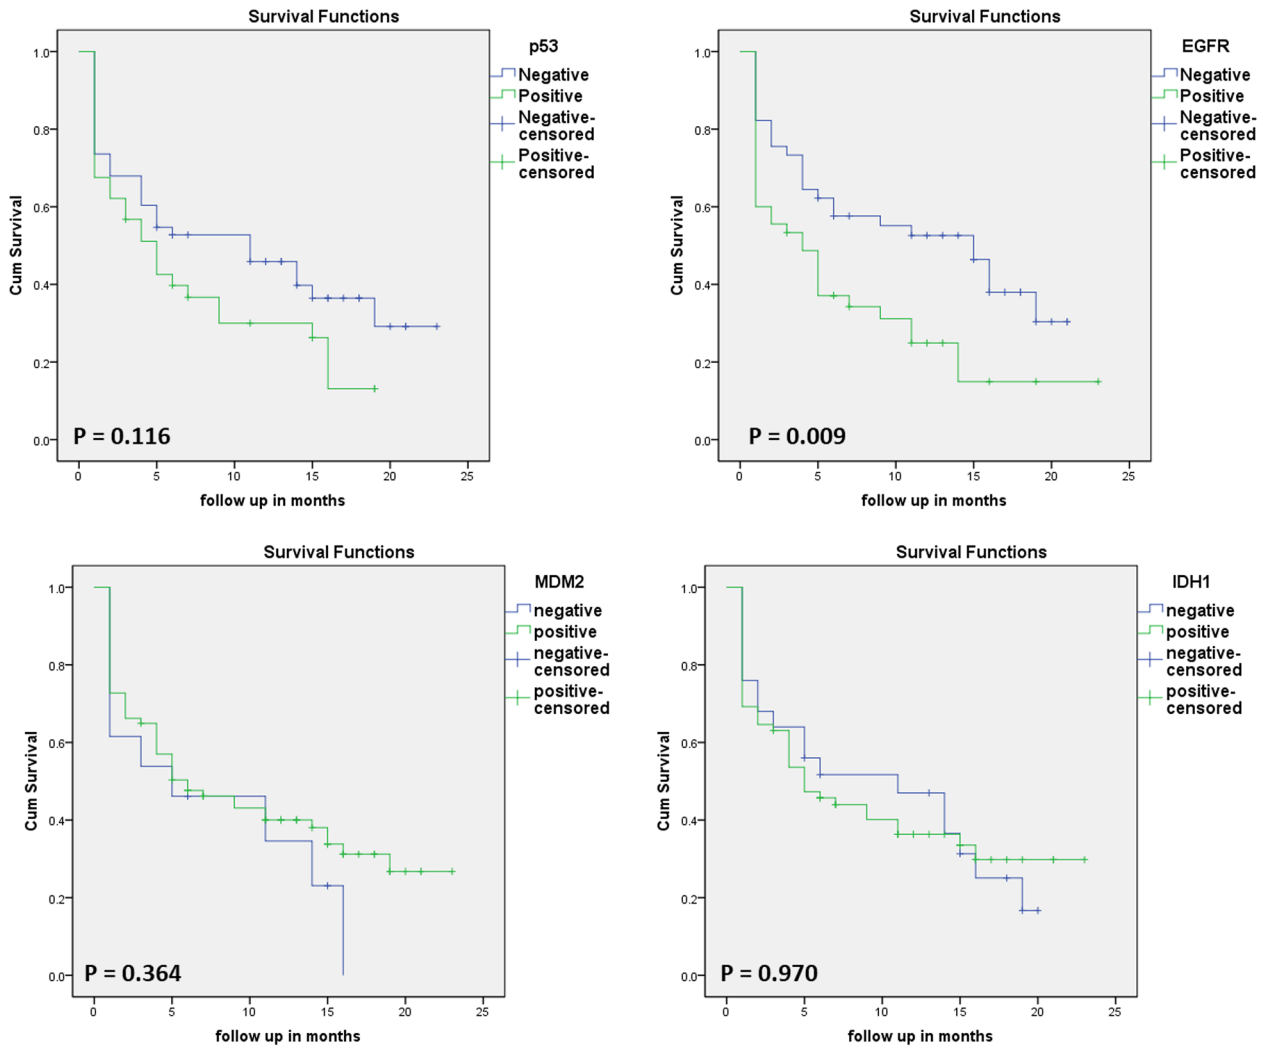 Survival Functions
p53
Negative
Positive
Negative-
censored
Positive-
censored
1.0
0.8
0.6
0.4
0.2
0.0
Cum Survival
P = 0.116
0 5 10 15 20 25
follow up in months
Survival Functions
EGFR
Negative
Positive
Negative-
censored
Positive-
censored
1.0
0.8
0.6
0.4
0.2
0.0
Cum Survival
P = 0.009
0 5 10 15 20 25
follow up in months
Survival Functions
MDM2
negative
positive
negative-
censored
positive-
censored
1.0
0.8
0.6
0.4
0.2
0.0
Cum Survival
P = 0.364
0 5 10 15 20 25
follow up in months
Survival Functions
IDH1
negative
positive
negative-
censored
positive-
censored
1.0
0.8
0.6
0.4
0.2
0.0
Cum Survival
P = 0.970
0 5 10 15 20 25
follow up in months